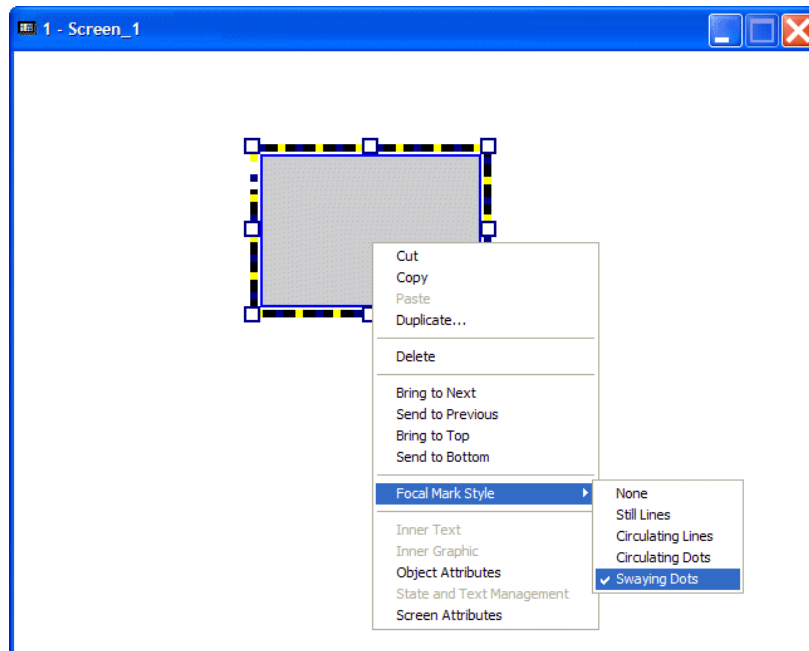 1 - Screen_1
Cut
Copy
Paste
Duplicate...
Delete
Bring to Next
Send to Previous
Bring to Top
Send to Bottom
Focal Mark Style
None
Still Lines
Circulating Lines
Circulating Dots
Swaying Dots
Inner Text
Inner Graphic
Object Attributes
State and Text Management
Screen Attributes